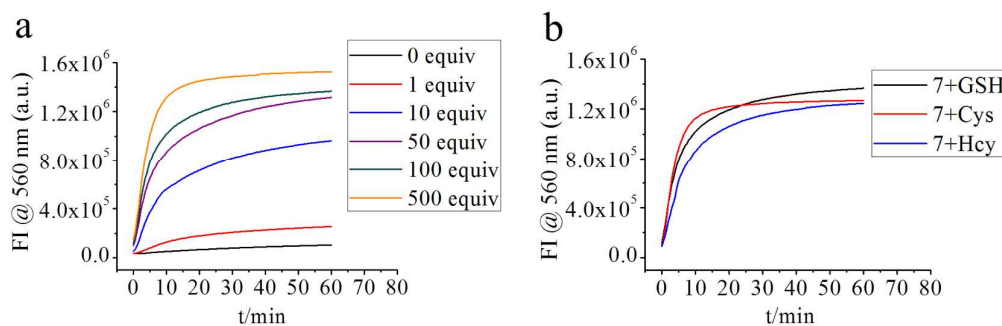 a
FI @ 560 nm (a.u.)
1.6x10⁶
1.2x10⁶
8.0x10⁵
4.0x10⁵
0.0
0 10 20 30 40 50 60 70 80
t/min
0 equiv
1 equiv
10 equiv
50 equiv
100 equiv
500 equiv
b
FI @ 560 nm (a.u.)
1.6x10⁶
1.2x10⁶
8.0x10⁵
4.0x10⁵
0.0
0 10 20 30 40 50 60 70 80
t/min
7+GSH
7+Cys
7+Hcy